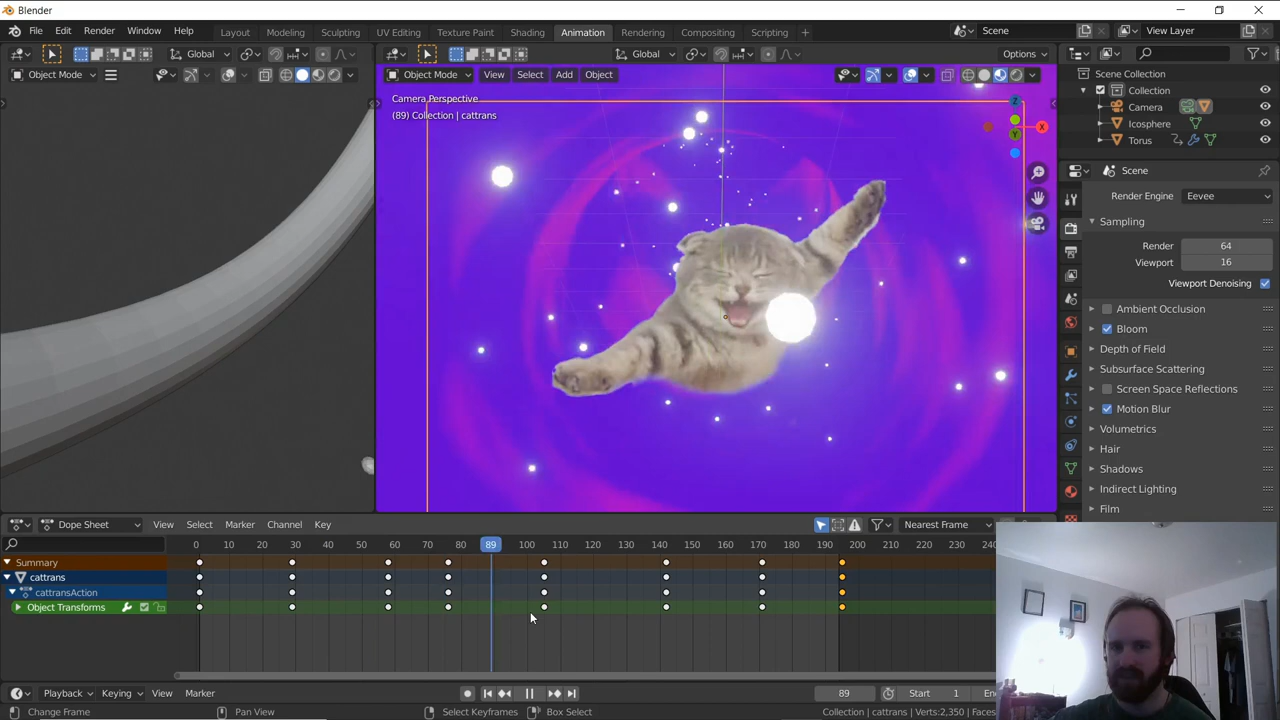 Blender
File Edit Render Window Help Layout Modeling Sculpting UV Editing Texture Paint Shading Animation Rendering Compositing Scripting + Scene View Layer
Global Global Options
Object Mode Object Mode View Select Add Object
Camera Perspective
(89) Collection | cattrans
Z
X
Y
Scene Collection
Collection
Camera
Icosphere
Torus
Scene
Render Engine Eevee
Sampling
Render 64
Viewport 16
Viewport Denoising
Ambient Occlusion
Bloom
Depth of Field
Subsurface Scattering
Screen Space Reflections
Motion Blur
Volumetrics
Hair
Shadows
Indirect Lighting
Film
Dope Sheet View Select Marker Channel Key Nearest Frame
0 10 20 30 40 50 60 70 80 89 100 110 120 130 140 150 160 170 180 190 200 210 220 230 240
Summary
cattrans
cattransAction
Object Transforms
Playback Keying View Marker 89 Start 1 En
Change Frame Pan View Select Keyframes Box Select Collection | cattrans | Verts:2,350 | Faces